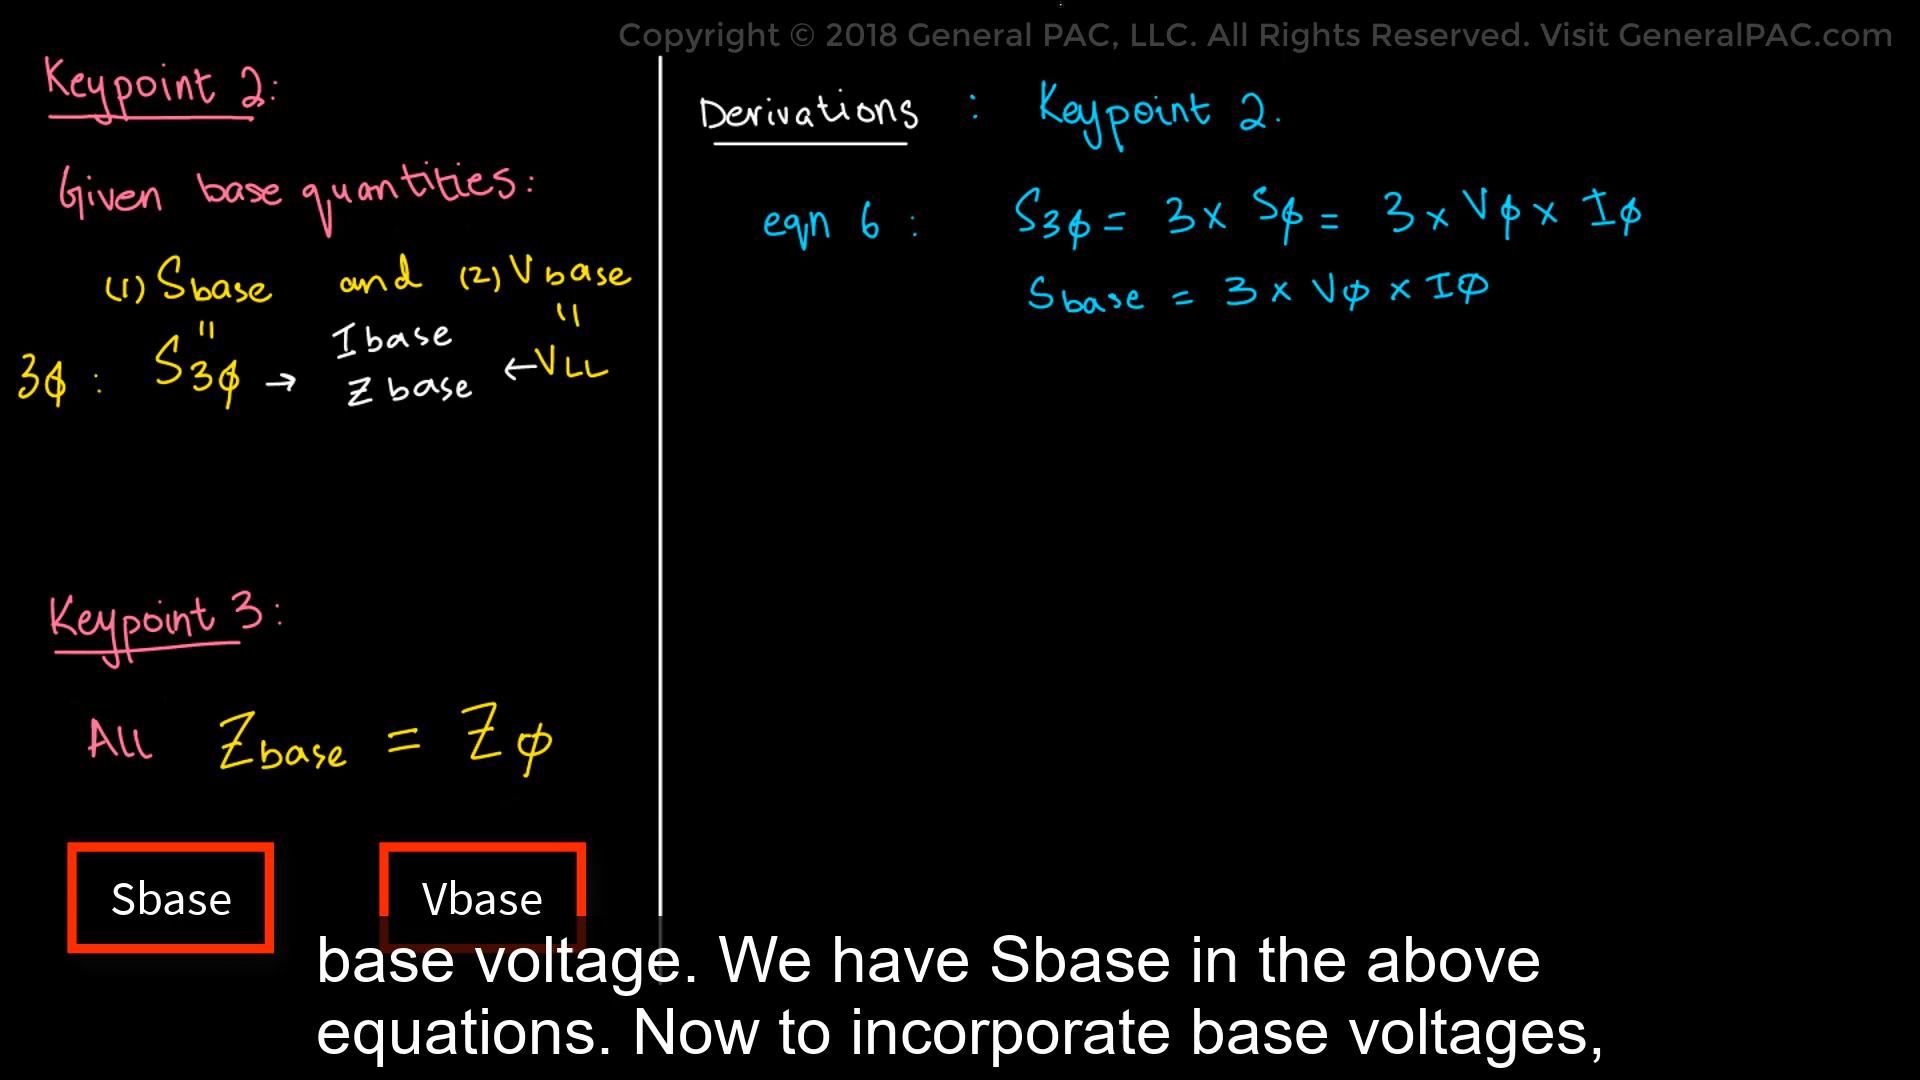 Copyright © 2018 General PAC, LLC. All Rights Reserved. Visit GeneralPAC.com
Keypoint 2:
Given base quantities:
(1) Sbase and (2) Vbase
॥ Ibase ॥
3ϕ : S3ϕ → Zbase ← VLL
Keypoint 3:
All Zbase = Zϕ
Sbase Vbase
Derivations : Keypoint 2.
eqn 6 : S3ϕ = 3 × Sϕ = 3 × Vϕ × Iϕ
Sbase = 3 × Vϕ × Iϕ
base voltage. We have Sbase in the above
equations. Now to incorporate base voltages,